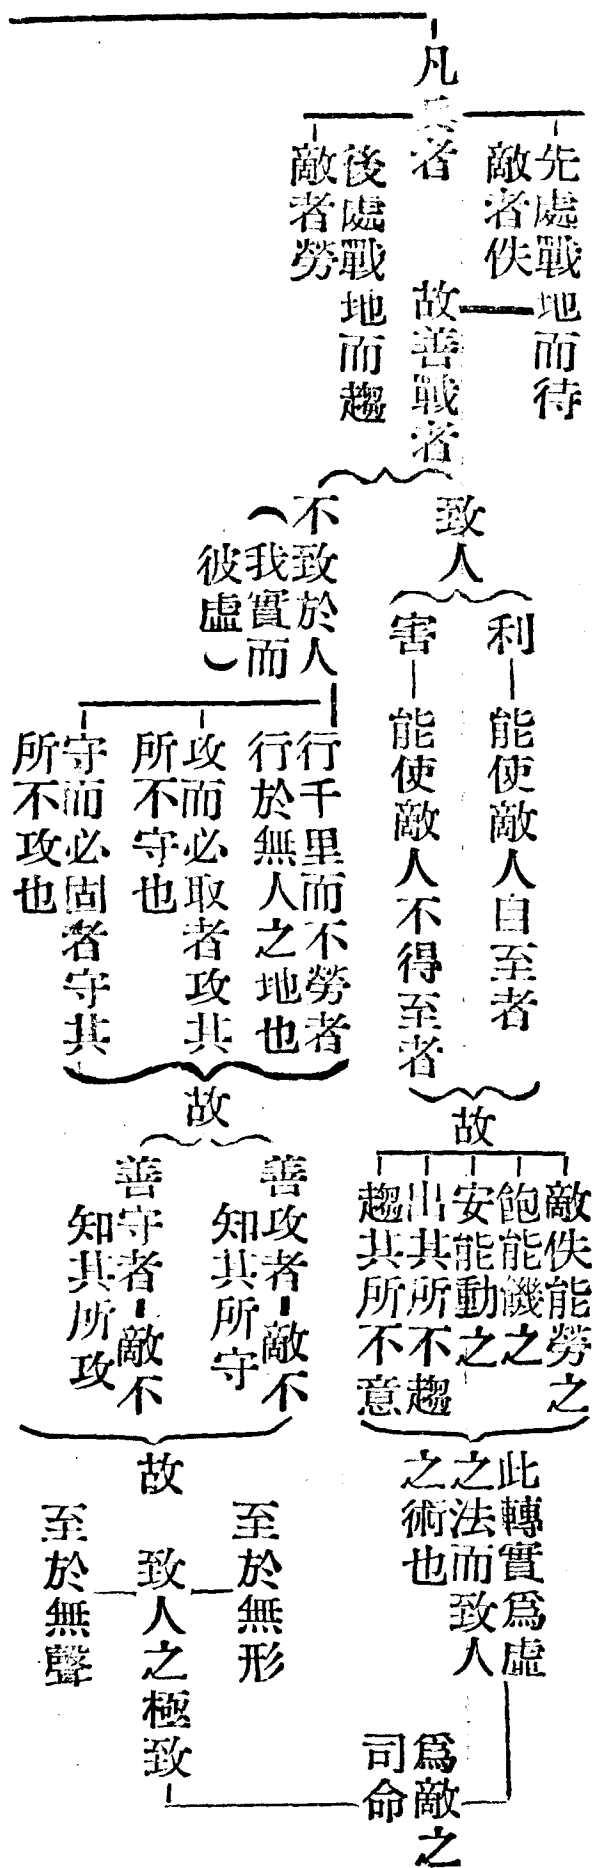 凡兵者
先處戰地而待
敵者佚
後處戰地而趨
敵者勞
故善戰者
致人
利
能使敵人自至者
害
能使敵人不得至者
故
敵佚能勞之
飽能饑之
安能動之
出其所不趨
趨其所不意
此轉實爲虛
之法而致人
之術也
不致於人
(我實而
彼虛)
行千里而不勞者
行於無人之地也
攻而必取者攻其
所不守也
守而必固者守其
所不攻也
故
善攻者-敵不
知其所守
善守者-敵不
知其所攻
故
至於無形
致人之極致
至於無聲
爲敵之
司命